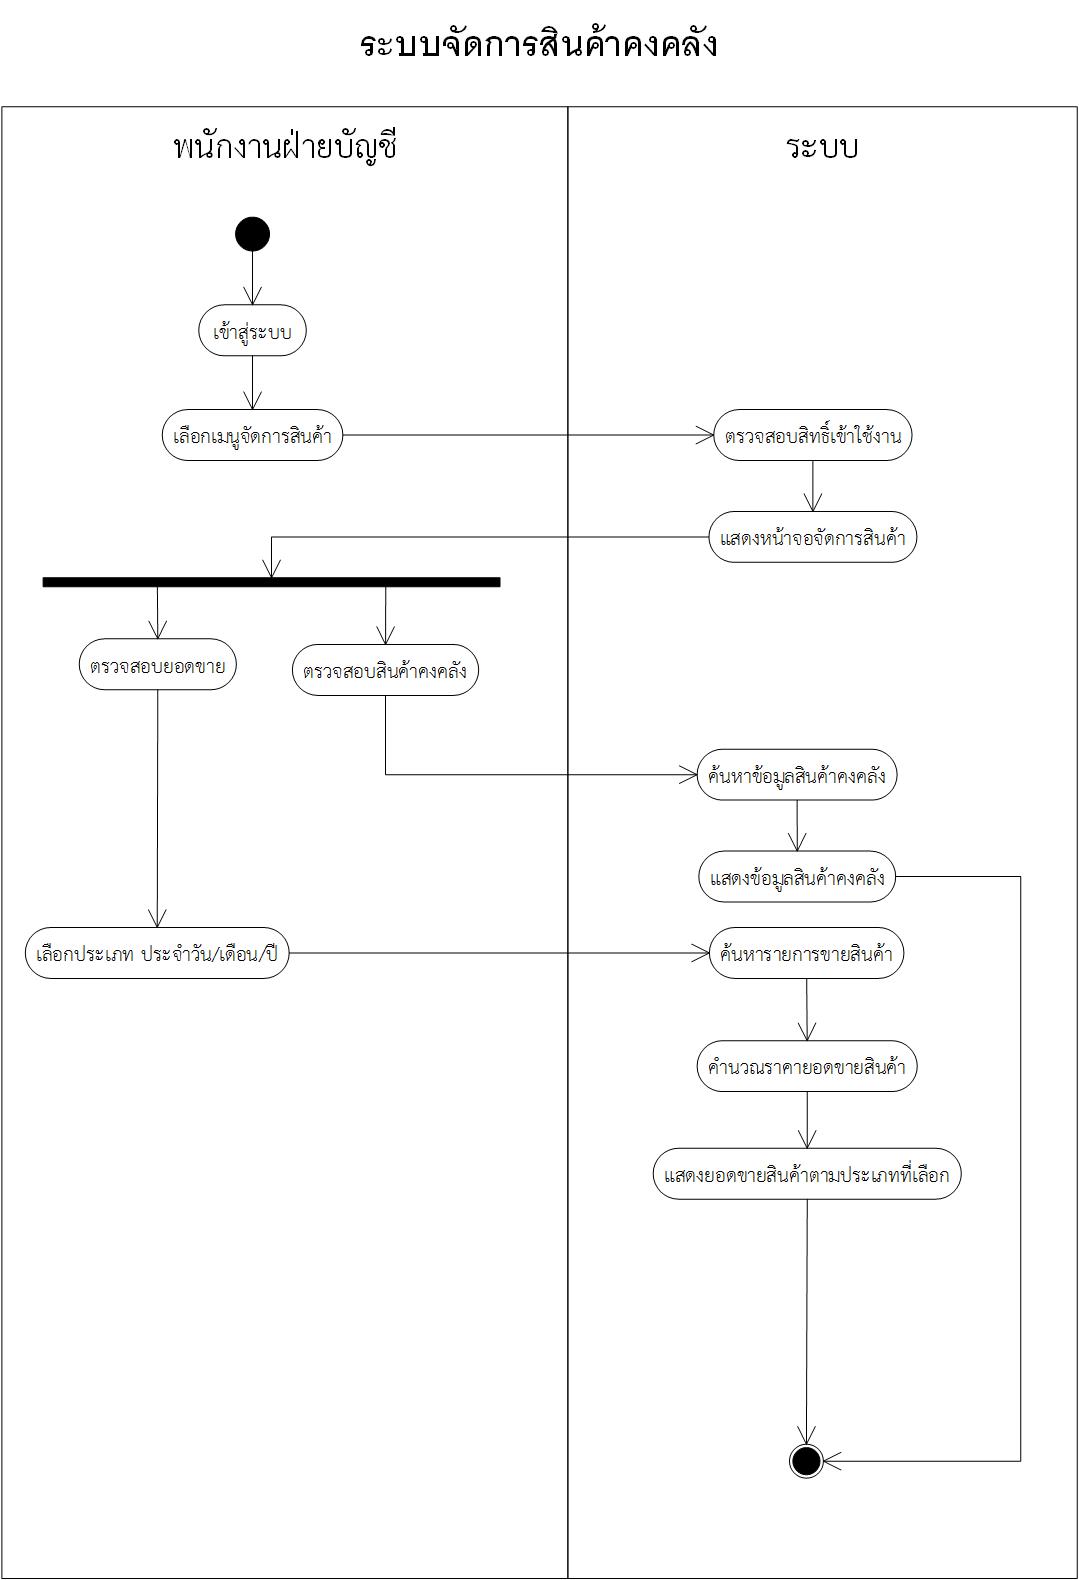 ระบบจัดการสินค้าคงคลัง
พนักงานฝ่ายบัญชี
ระบบ
เข้าสู่ระบบ
เลือกเมนูจัดการสินค้า
ตรวจสอบสิทธิ์เข้าใช้งาน
แสดงหน้าจอจัดการสินค้า
ตรวจสอบยอดขาย
ตรวจสอบสินค้าคงคลัง
ค้นหาข้อมูลสินค้าคงคลัง
แสดงข้อมูลสินค้าคงคลัง
เลือกประเภท ประจำวัน/เดือน/ปี
ค้นหารายการขายสินค้า
คำนวณราคายอดขายสินค้า
แสดงยอดขายสินค้าตามประเภทที่เลือก